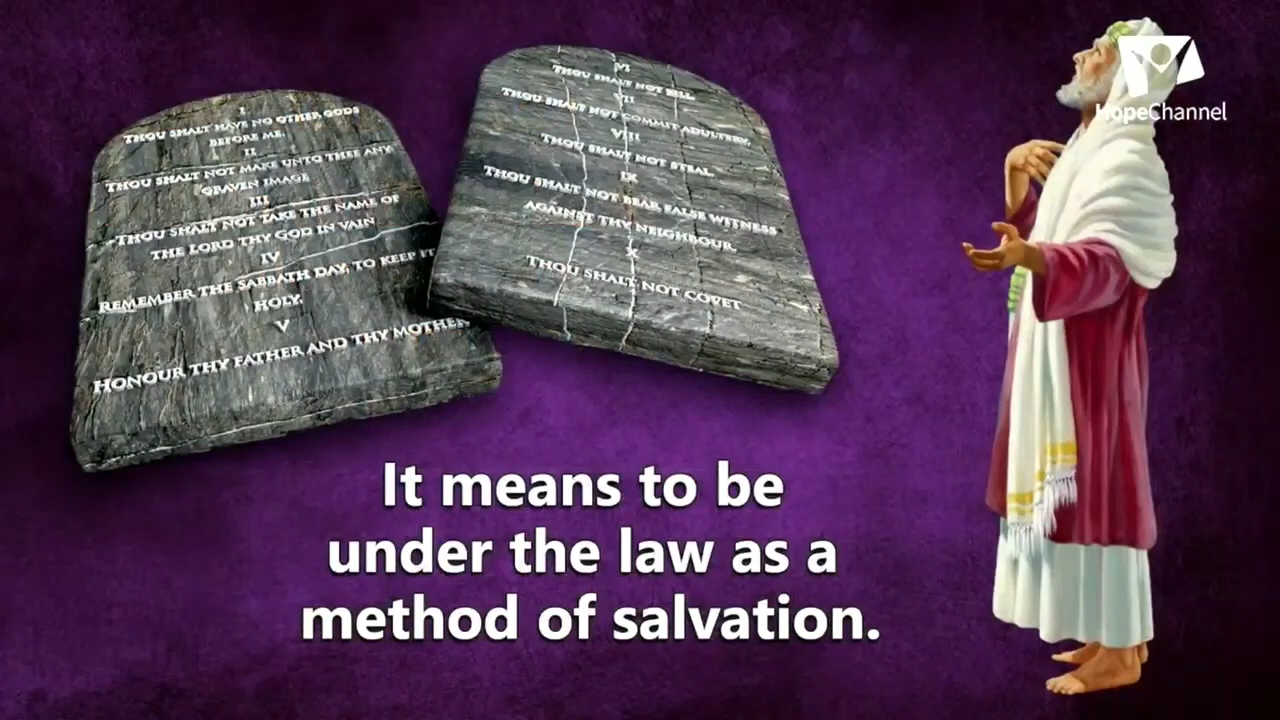 I
THOU SHALT HAVE NO OTHER GODS
BEFORE ME.
II
THOU SHALT NOT MAKE UNTO THEE ANY
GRAVEN IMAGE
III
THOU SHALT NOT TAKE THE NAME OF
THE LORD THY GOD IN VAIN
IV
REMEMBER THE SABBATH DAY, TO KEEP IT
HOLY.
V
HONOUR THY FATHER AND THY MOTHER
VI
THOU SHALT NOT KILL
VII
THOU SHALT NOT COMMIT ADULTERY.
VIII
THOU SHALT NOT STEAL
IX
THOU SHALT NOT BEAR FALSE WITNESS
AGAINST THY NEIGHBOUR
X
THOU SHALT NOT COVET
HopeChannel
It means to be
under the law as a
method of salvation.